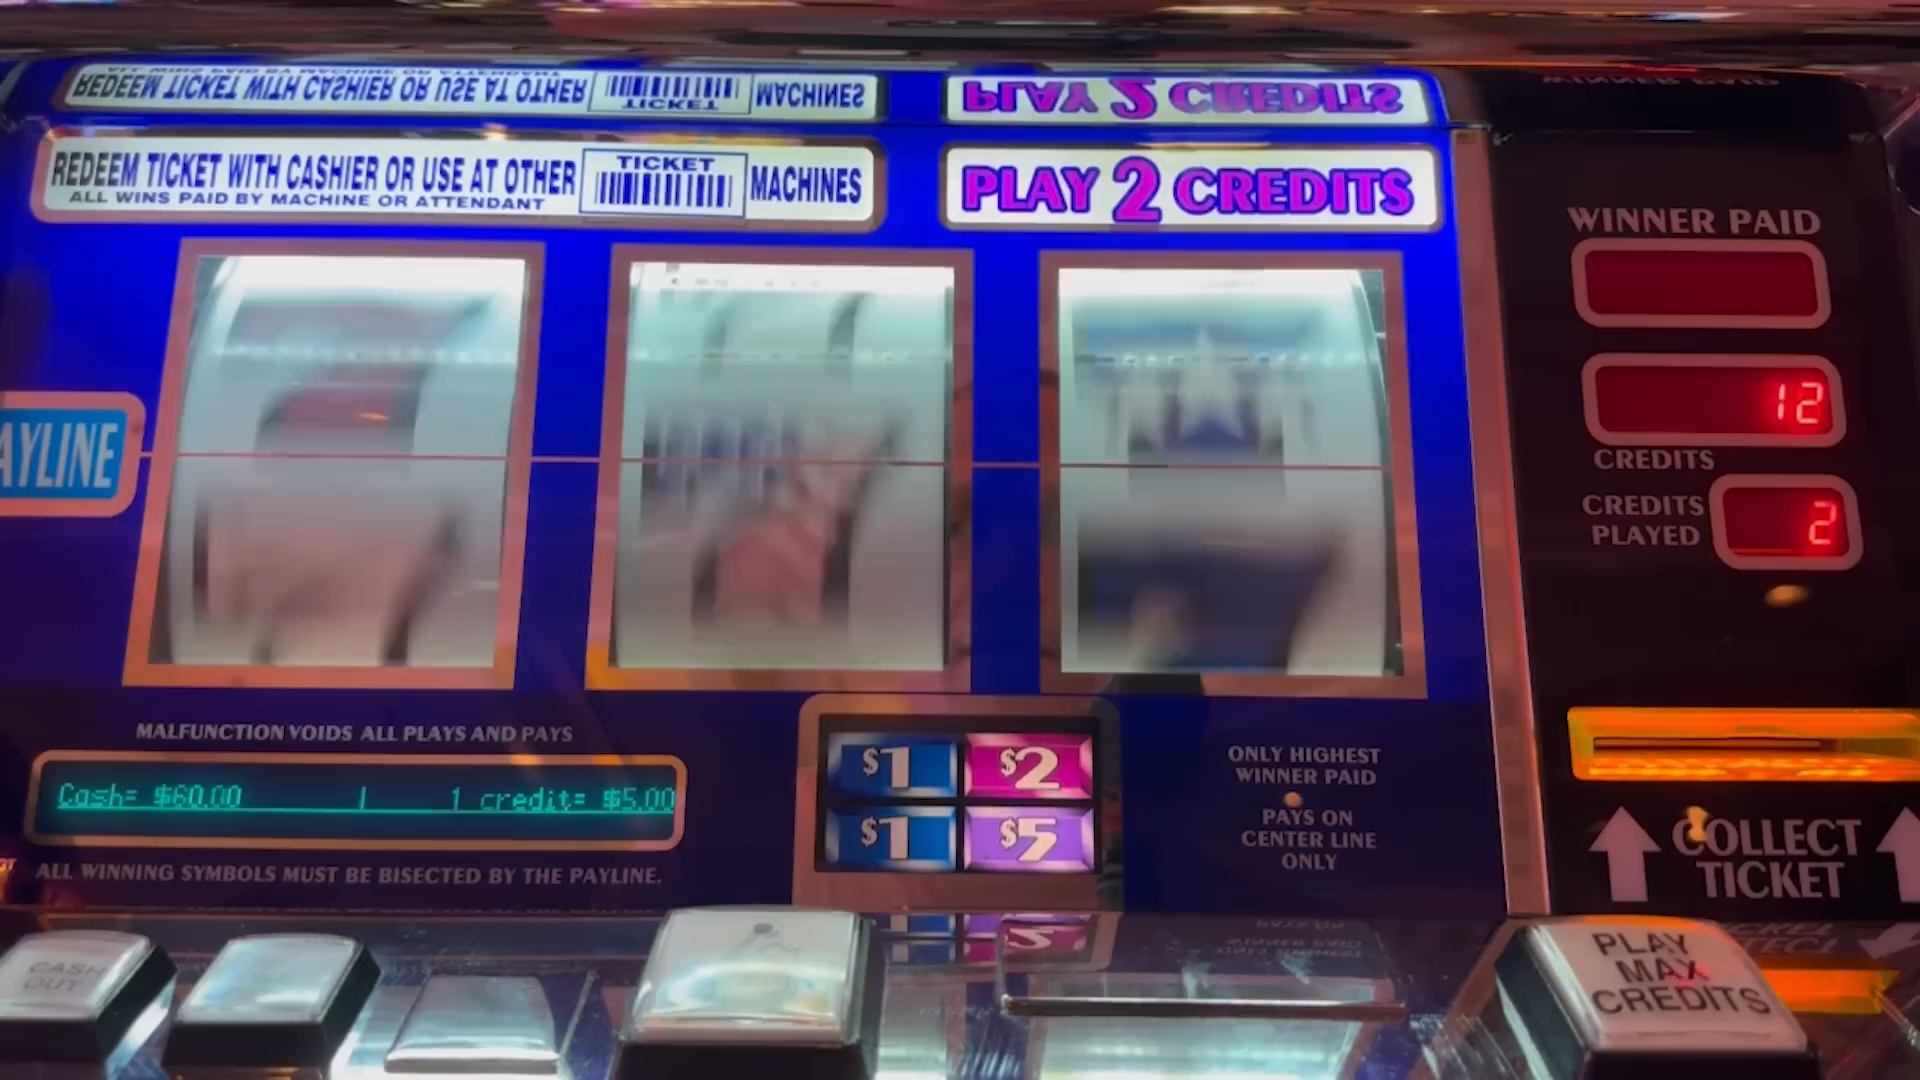 REDEEM TICKET WITH CASHIER OR USE AT OTHER TICKET MACHINES
ALL WINS PAID BY MACHINE OR ATTENDANT
PLAY 2 CREDITS
WINNER PAID
12
CREDITS
CREDITS
PLAYED
2
AYLINE
MALFUNCTION VOIDS ALL PLAYS AND PAYS
Cash= $60.00 | 1 credit= $5.00
ALL WINNING SYMBOLS MUST BE BISECTED BY THE PAYLINE.
$1 $2
$1 $5
ONLY HIGHEST
WINNER PAID
PAYS ON
CENTER LINE
ONLY
COLLECT
TICKET
CASH
OUT
PLAY
MAX
CREDITS